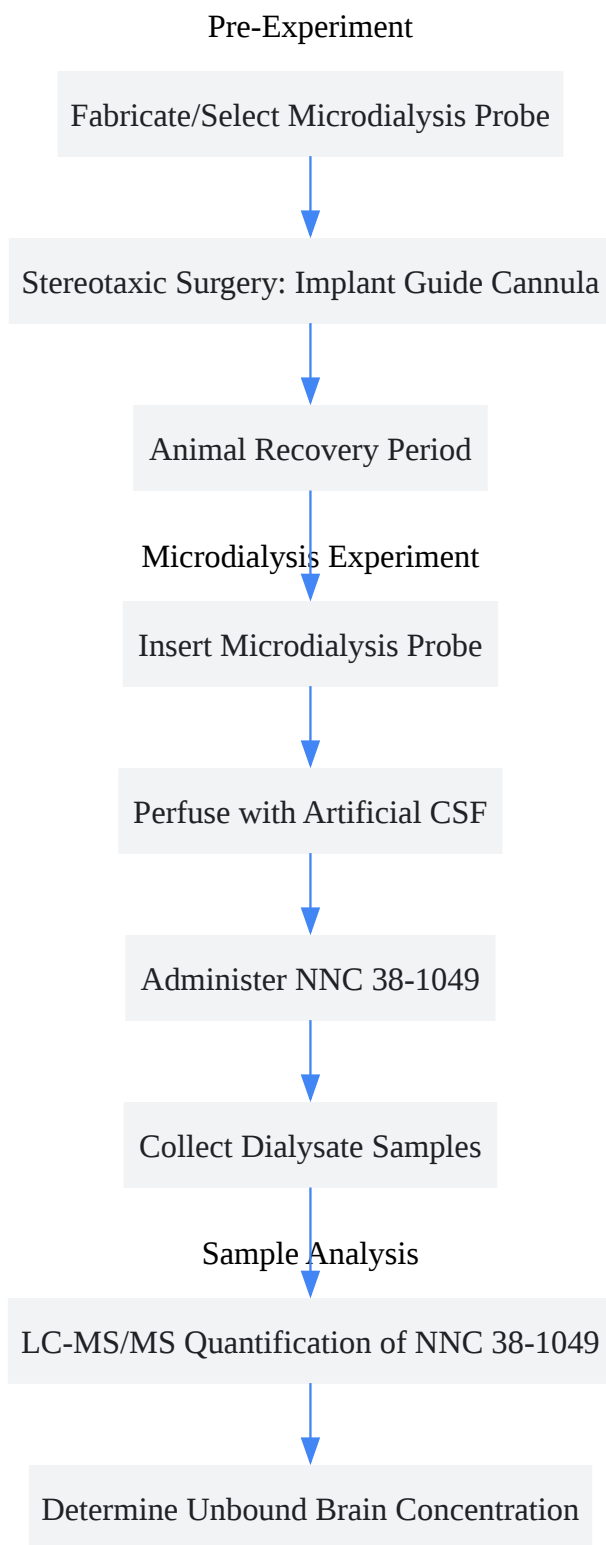 Pre-Experiment
Fabricate/Select Microdialysis Probe
Stereotaxic Surgery: Implant Guide Cannula
Animal Recovery Period
Microdialysis Experiment
Insert Microdialysis Probe
Perfuse with Artificial CSF
Administer NNC 38-1049
Collect Dialysate Samples
Sample Analysis
LC-MS/MS Quantification of NNC 38-1049
Determine Unbound Brain Concentration